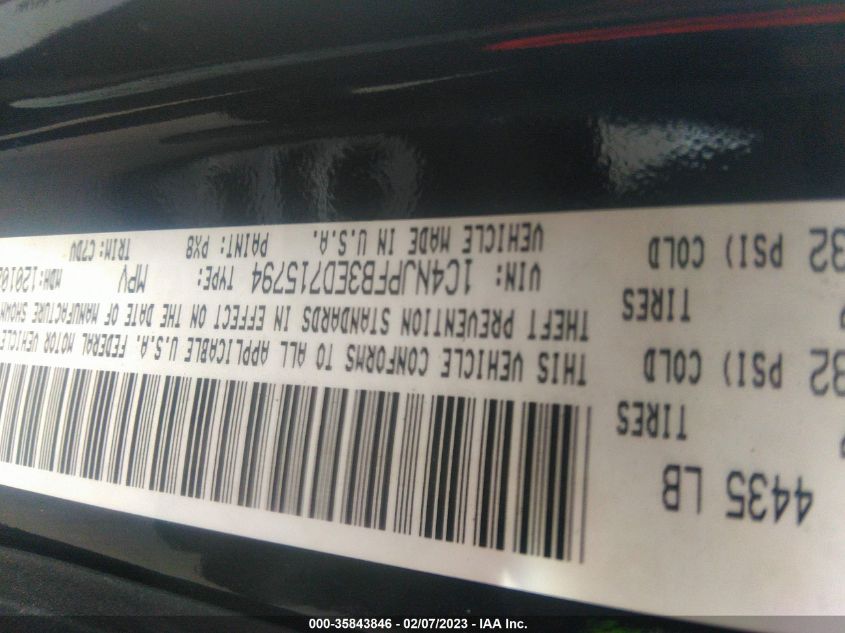 4435 LB
TIRES
32 PSI) COLD
TIRES
32 PSI) COLD
THIS VEHICLE CONFORMS TO ALL APPLICABLE U.S.A. FEDERAL MOTOR VEHICLE
THEFT PREVENTION STANDARDS IN EFFECT ON THE DATE OF MANUFACTURE SHOWN
VIN: 1C4NJPFB3ED715794 TYPE: MPV MDH:
VEHICLE MADE IN U.S.A. PAINT: PX8 TRIM: C7DV
000-35843846 - 02/07/2023 - IAA Inc.